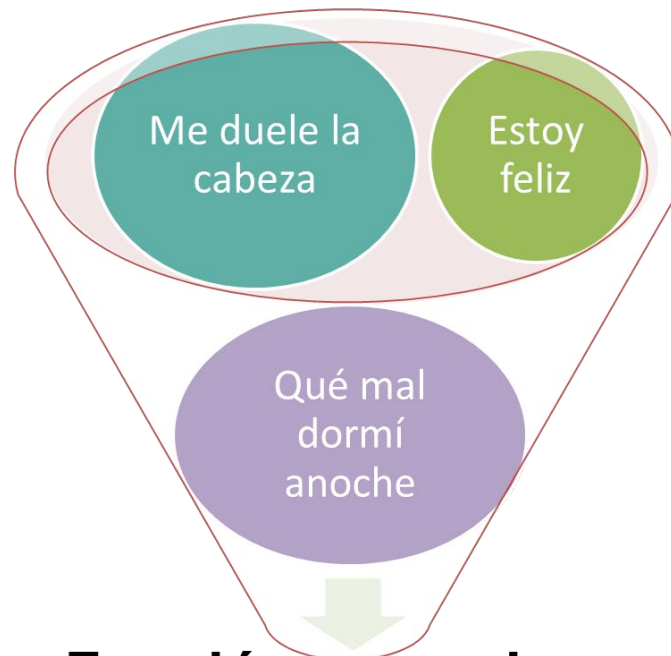 Me duele la
cabeza
Estoy
feliz
Qué mal
dormí
anoche